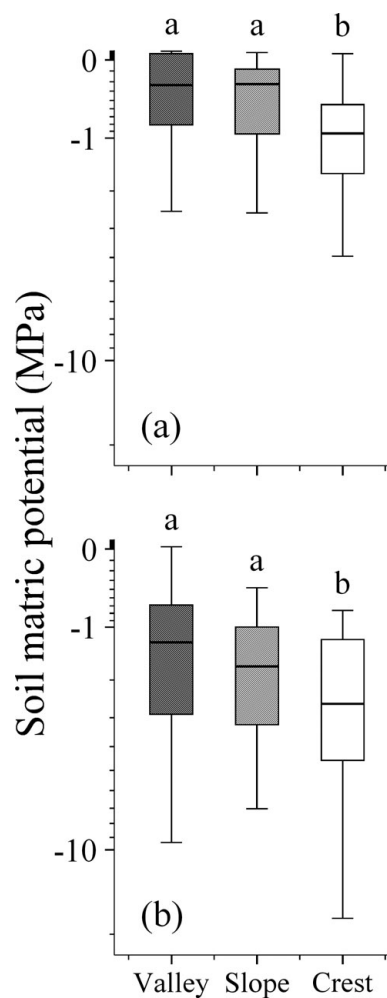 a a b
0
-1
-10
(a)
Soil matric potential (MPa)
a a b
0
-1
-10
(b)
Valley Slope Crest